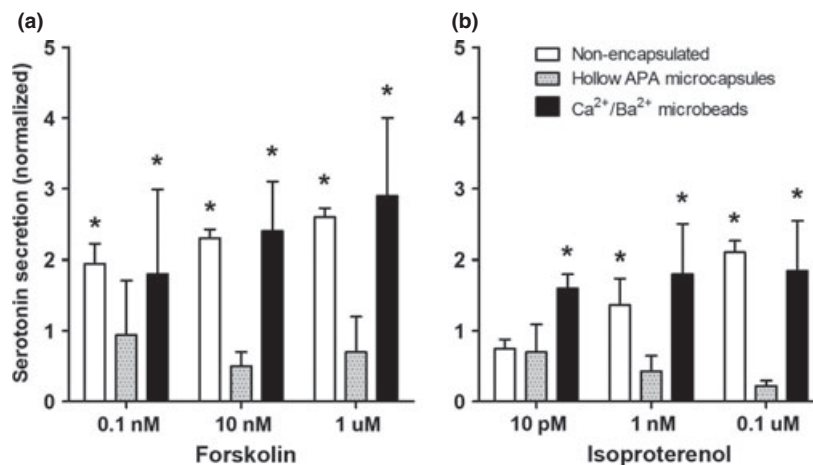 (a)
(b)
Serotonin secretion (normalized)
5
4
3
2
1
0
* * * * * *
0.1 nM 10 nM 1 uM
Forskolin
5
4
3
2
1
0
Non-encapsulated
Hollow APA microcapsules
Ca²⁺/Ba²⁺ microbeads
* * * * *
10 pM 1 nM 0.1 uM
Isoproterenol